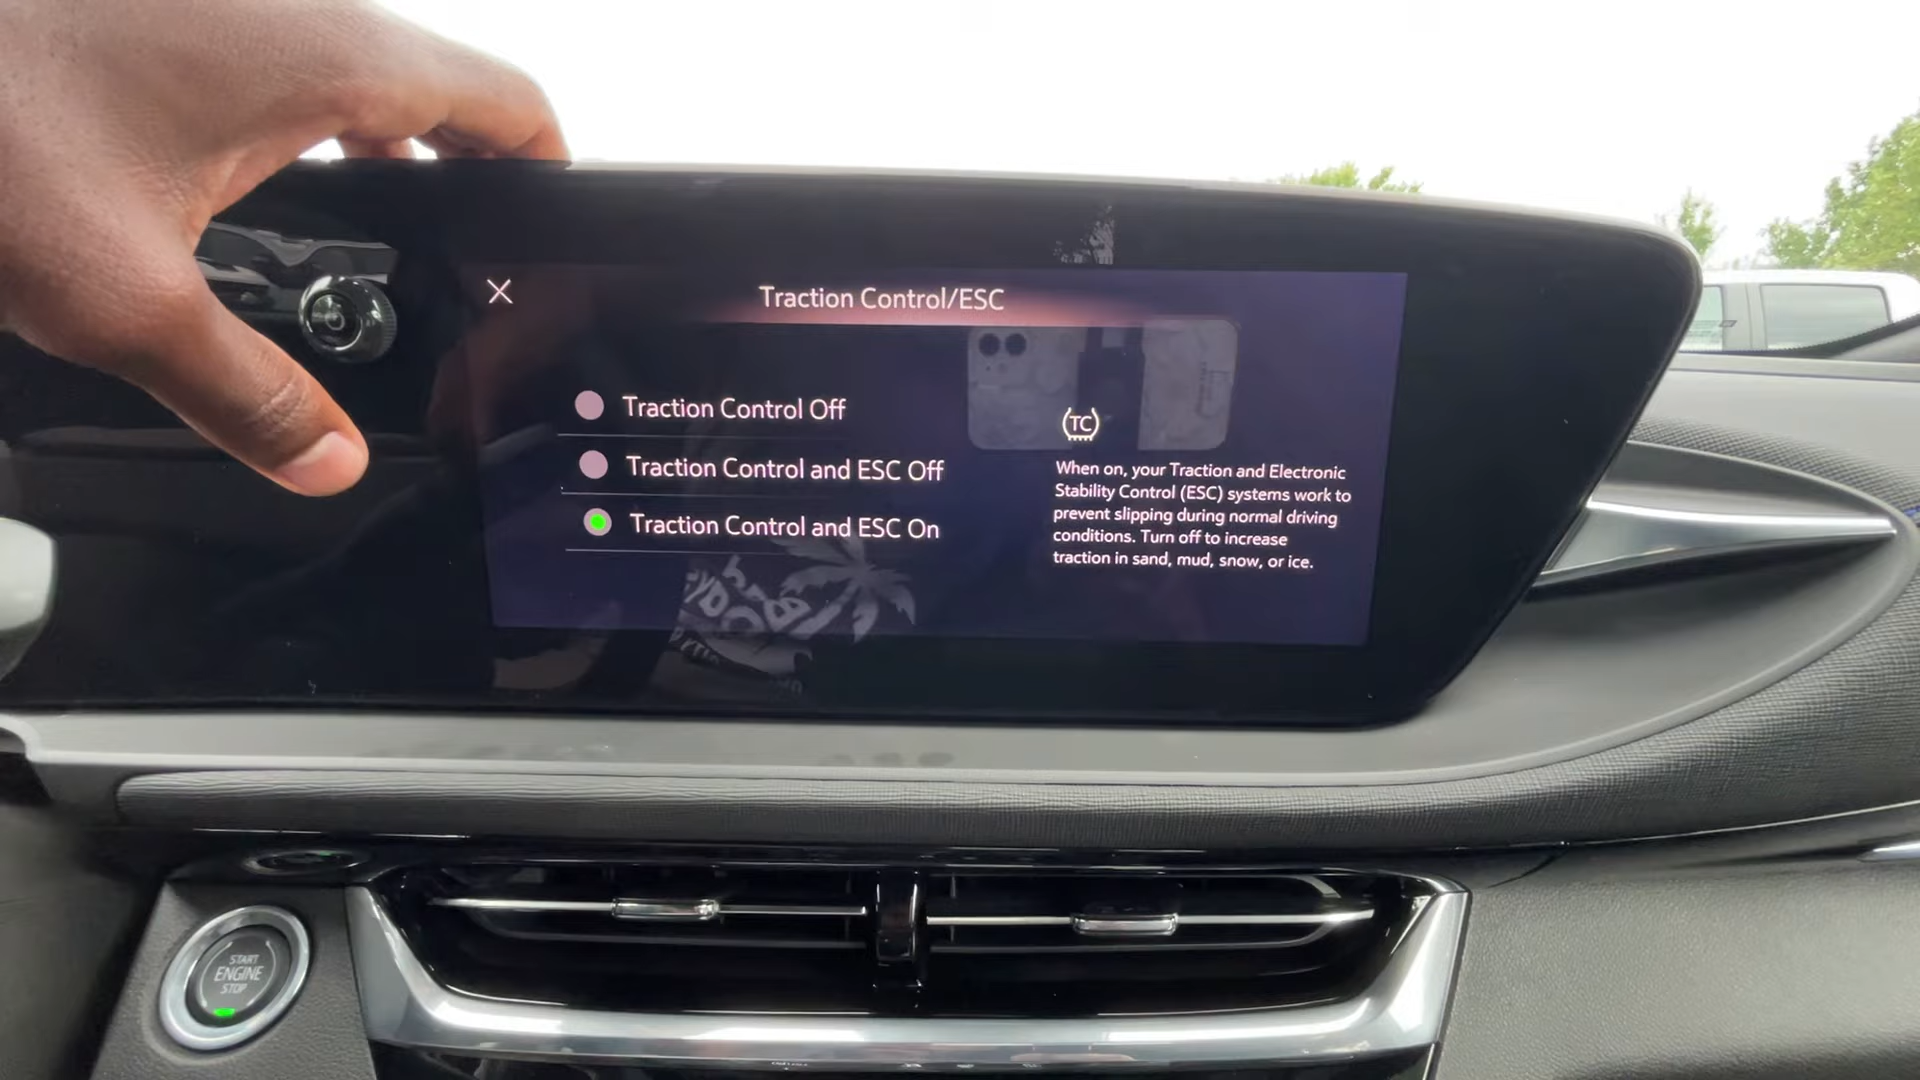 Traction Control/ESC
Traction Control Off
Traction Control and ESC Off
Traction Control and ESC On
TC
When on, your Traction and Electronic
Stability Control (ESC) systems work to
prevent slipping during normal driving
conditions. Turn off to increase
traction in sand, mud, snow, or ice.
START
ENGINE
STOP